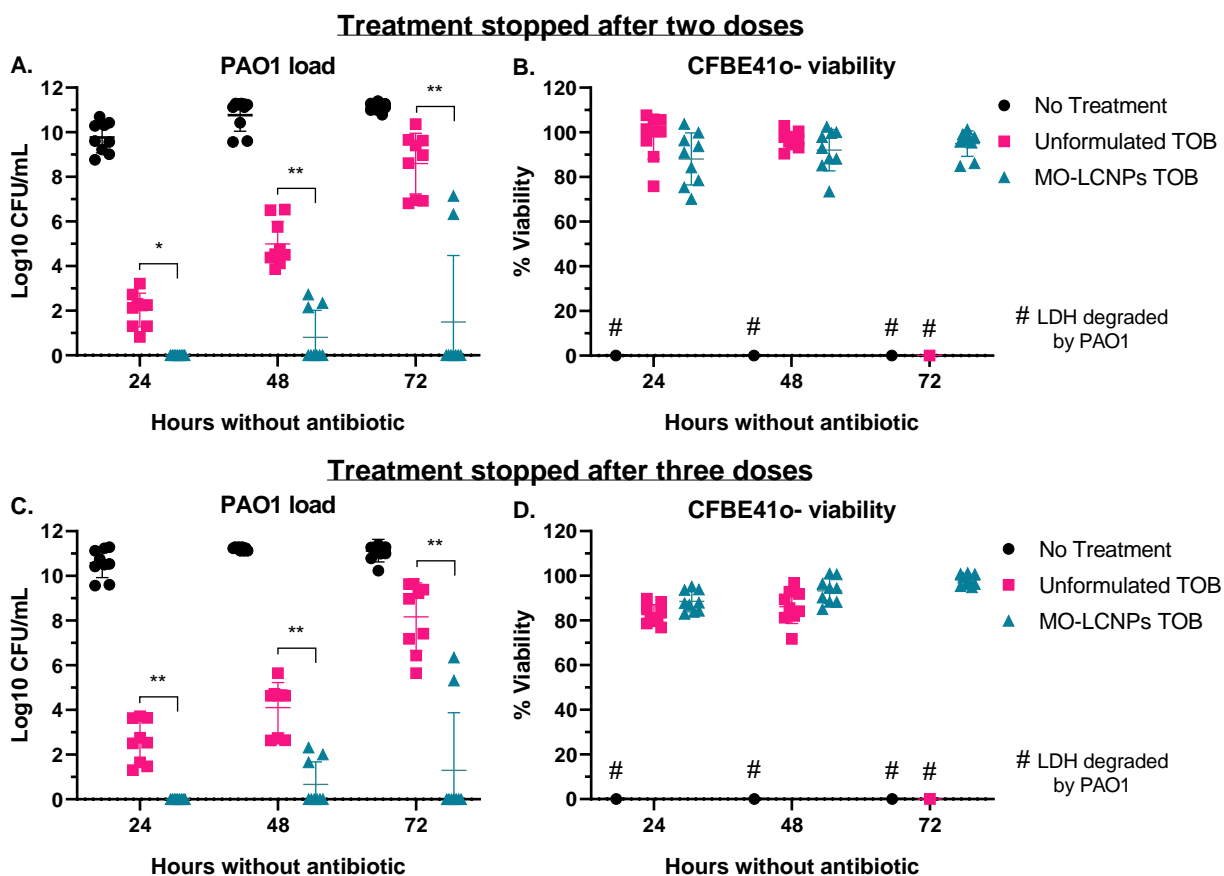 Treatment stopped after two doses
A.
PAO1 load
Log10 CFU/mL
12
10
8
6
4
2
0
*
**
**
24
48
72
Hours without antibiotic
B.
CFBE41o- viability
% Viability
120
100
80
60
40
20
0
#
#
#
#
24
48
72
Hours without antibiotic
No Treatment
Unformulated TOB
MO-LCNPs TOB
# LDH degraded
by PAO1
Treatment stopped after three doses
C.
PAO1 load
Log10 CFU/mL
12
10
8
6
4
2
0
**
**
**
24
48
72
Hours without antibiotic
D.
CFBE41o- viability
% Viability
120
100
80
60
40
20
0
#
#
#
#
24
48
72
Hours without antibiotic
No Treatment
Unformulated TOB
MO-LCNPs TOB
# LDH degraded
by PAO1